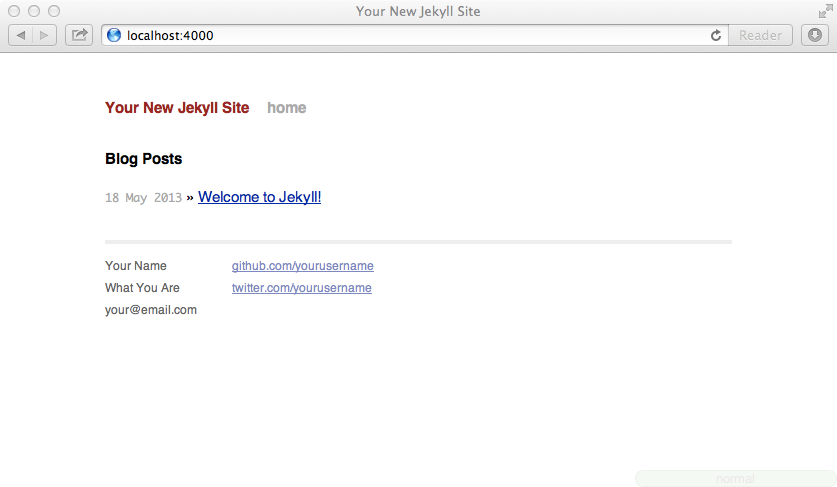 Your New Jekyll Site
localhost:4000
Reader
Your New Jekyll Site home
Blog Posts
18 May 2013 » Welcome to Jekyll!
Your Name github.com/yourusername
What You Are twitter.com/yourusername
your@email.com
normal